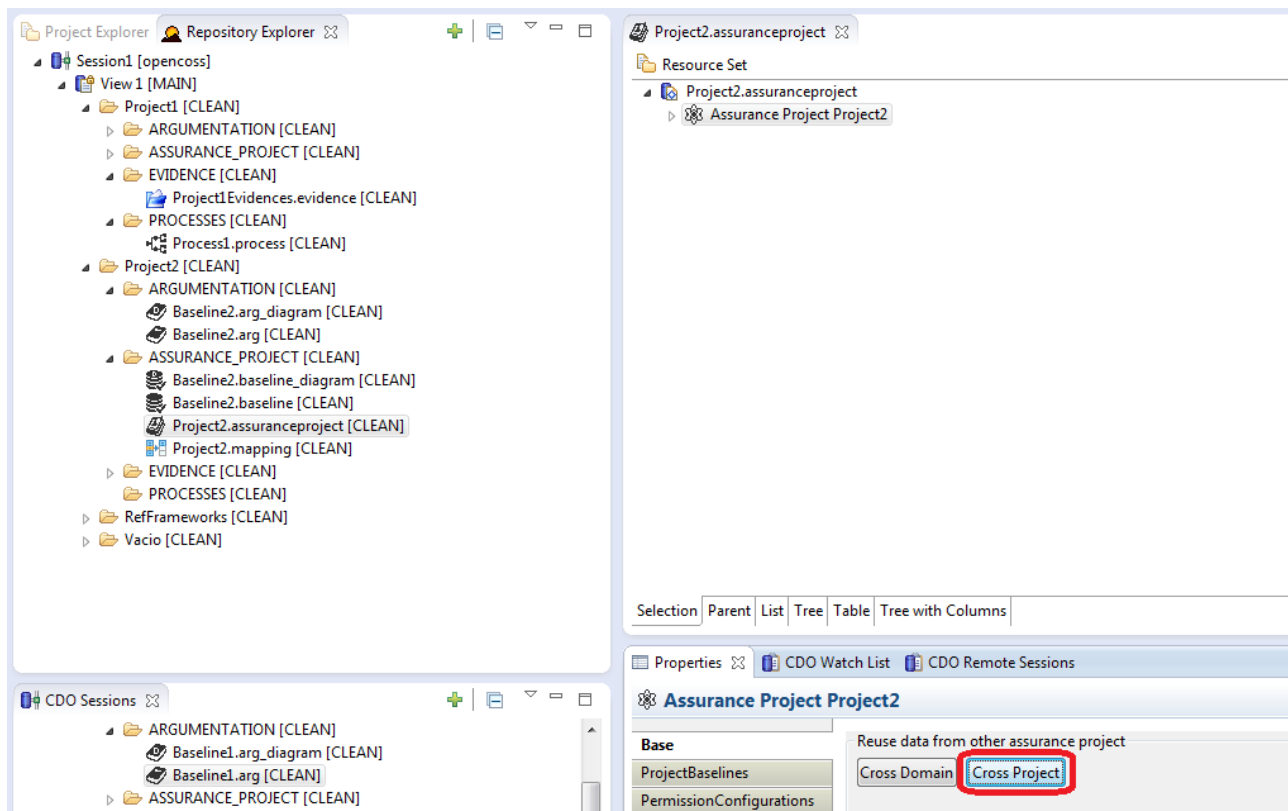 Project Explorer Repository Explorer
Session1 [opencoss]
View 1 [MAIN]
Project1 [CLEAN]
ARGUMENTATION [CLEAN]
ASSURANCE_PROJECT [CLEAN]
EVIDENCE [CLEAN]
Project1Evidences.evidence [CLEAN]
PROCESSES [CLEAN]
Process1.process [CLEAN]
Project2 [CLEAN]
ARGUMENTATION [CLEAN]
Baseline2.arg_diagram [CLEAN]
Baseline2.arg [CLEAN]
ASSURANCE_PROJECT [CLEAN]
Baseline2.baseline_diagram [CLEAN]
Baseline2.baseline [CLEAN]
Project2.assuranceproject [CLEAN]
Project2.mapping [CLEAN]
EVIDENCE [CLEAN]
PROCESSES [CLEAN]
RefFrameworks [CLEAN]
Vacio [CLEAN]
CDO Sessions
ARGUMENTATION [CLEAN]
Baseline1.arg_diagram [CLEAN]
Baseline1.arg [CLEAN]
ASSURANCE_PROJECT [CLEAN]
Project2.assuranceproject
Resource Set
Project2.assuranceproject
Assurance Project Project2
Selection Parent List Tree Table Tree with Columns
Properties CDO Watch List CDO Remote Sessions
Assurance Project Project2
Base
ProjectBaselines
PermissionConfigurations
Reuse data from other assurance project
Cross Domain Cross Project